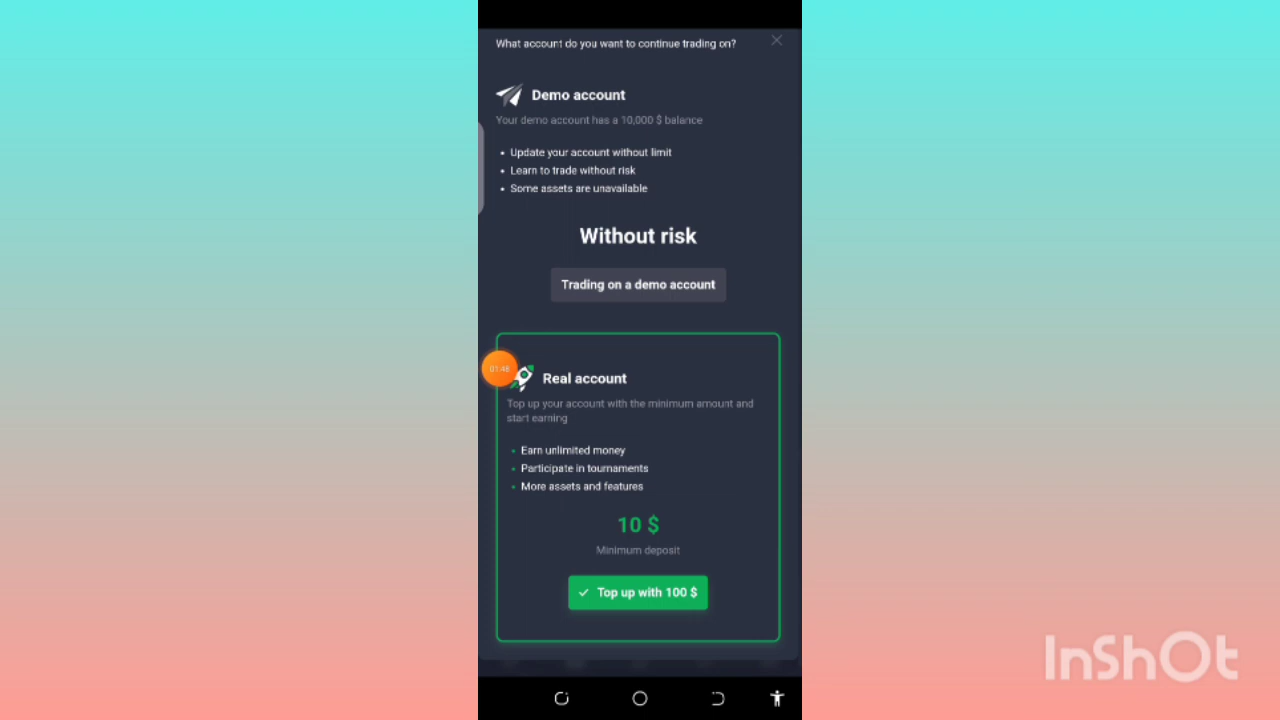 What account do you want to continue trading on?
Demo account
Your demo account has a 10,000 $ balance
• Update your account without limit
• Learn to trade without risk
• Some assets are unavailable
Without risk
Trading on a demo account
01:48
Real account
Top up your account with the minimum amount and
start earning
• Earn unlimited money
• Participate in tournaments
• More assets and features
10 $
Minimum deposit
Top up with 100 $
InShOt